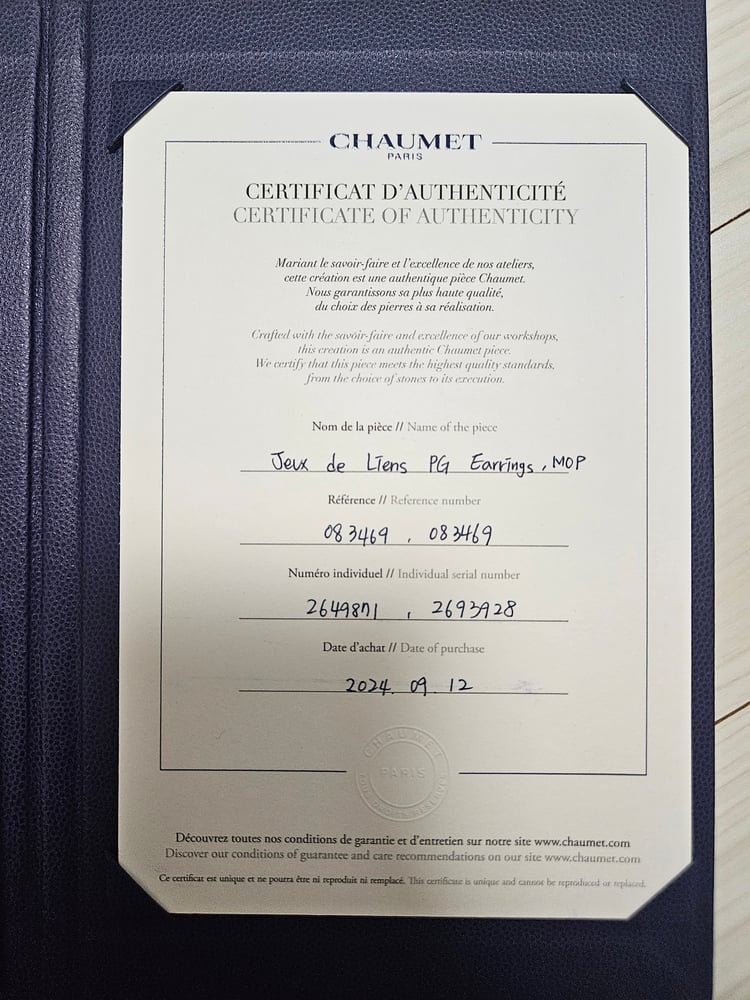 CHAUMET
PARIS
CERTIFICAT D'AUTHENTICITÉ
CERTIFICATE OF AUTHENTICITY
Mariant le savoir-faire et l'excellence de nos ateliers,
cette création est une authentique pièce Chaumet.
Nous garantissons sa plus haute qualité,
du choix des pierres à sa réalisation.
Crafted with the savoir-faire and excellence of our workshops,
this creation is an authentic Chaumet piece.
We certify that this piece meets the highest quality standards,
from the choice of stones to its execution.
Nom de la pièce // Name of the piece
Jeux de Liens PG Earrings, MOP
Référence // Reference number
083469 , 083469
Numéro individuel // Individual serial number
, 2693928
Date d'achat // Date of purchase
2024. 09. 12
CHAUMET
PARIS
Découvrez toutes nos conditions de garantie et d'entretien sur notre site www.chaumet.com
Discover our conditions of guarantee and care recommendations on our site www.chaumet.com
Ce certificat est unique et ne pourra être ni reproduit ni remplacé. This certificate is unique and cannot be reproduced or replaced.